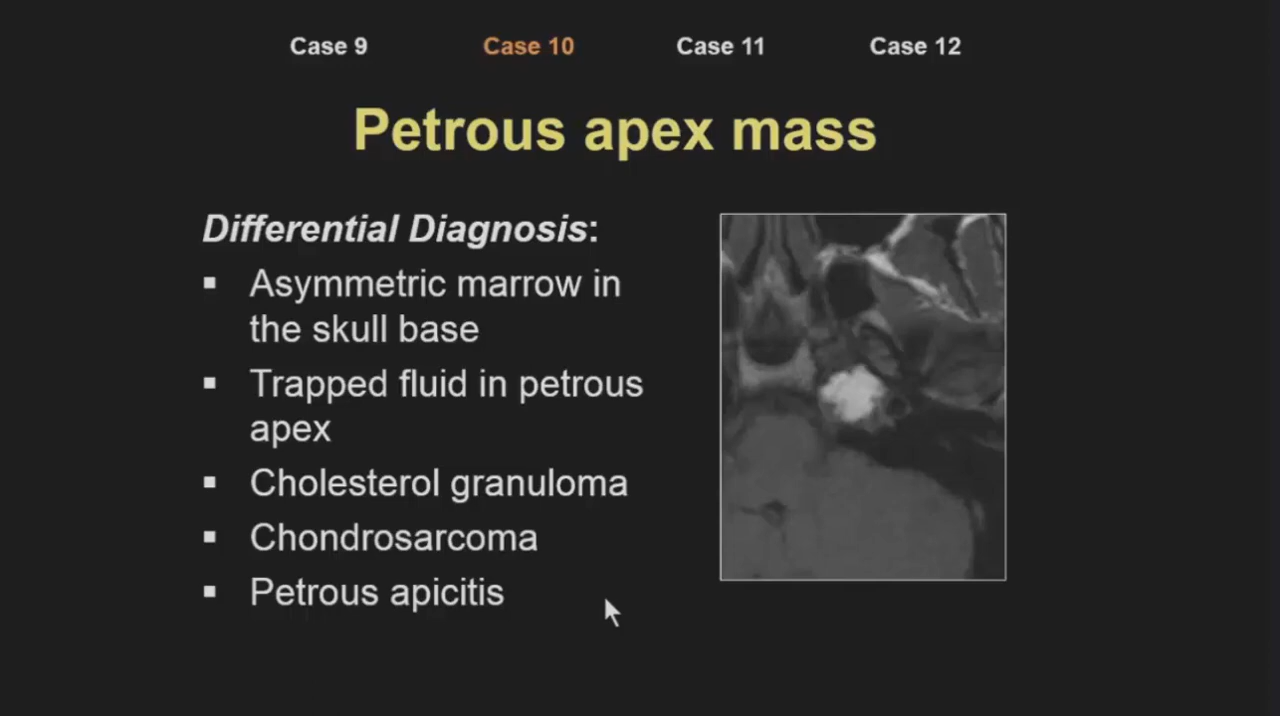 Case 9 Case 10 Case 11 Case 12
Petrous apex mass
Differential Diagnosis:
▪ Asymmetric marrow in
the skull base
▪ Trapped fluid in petrous
apex
▪ Cholesterol granuloma
▪ Chondrosarcoma
▪ Petrous apicitis